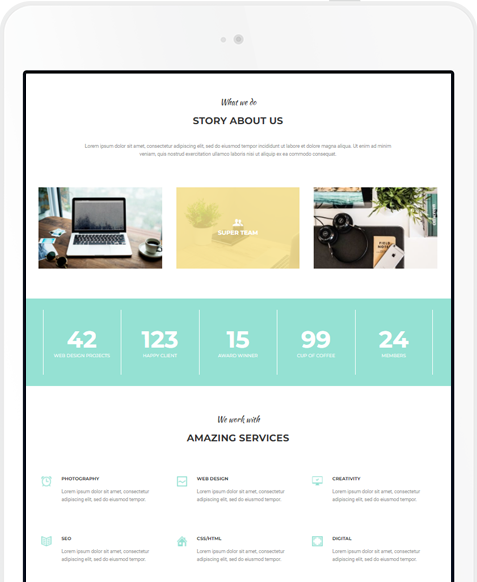 What we do
STORY ABOUT US
Lorem ipsum dolor sit amet, consectetur adipiscing elit, sed do eiusmod tempor incididunt ut labore et dolore magna aliqua. Ut enim ad minim
veniam, quis nostrud exercitation ullamco laboris nisi ut aliquip ex ea commodo consequat.
SUPER TEAM
FIELD NOTES
42 123 15 99 24
WEB DESIGN PROJECTS HAPPY CLIENT AWARD WINNER CUP OF COFFEE MEMBERS
We work with
AMAZING SERVICES
PHOTOGRAPHY WEB DESIGN CREATIVITY
Lorem ipsum dolor sit amet, consectetur Lorem ipsum dolor sit amet, consectetur Lorem ipsum dolor sit amet, consectetur
adipiscing elit, sed do eiusmod tempor. adipiscing elit, sed do eiusmod tempor. adipiscing elit, sed do eiusmod tempor.
SEO CSS/HTML DIGITAL
Lorem ipsum dolor sit amet, consectetur Lorem ipsum dolor sit amet, consectetur Lorem ipsum dolor sit amet, consectetur
adipiscing elit, sed do eiusmod tempor. adipiscing elit, sed do eiusmod tempor. adipiscing elit, sed do eiusmod tempor.